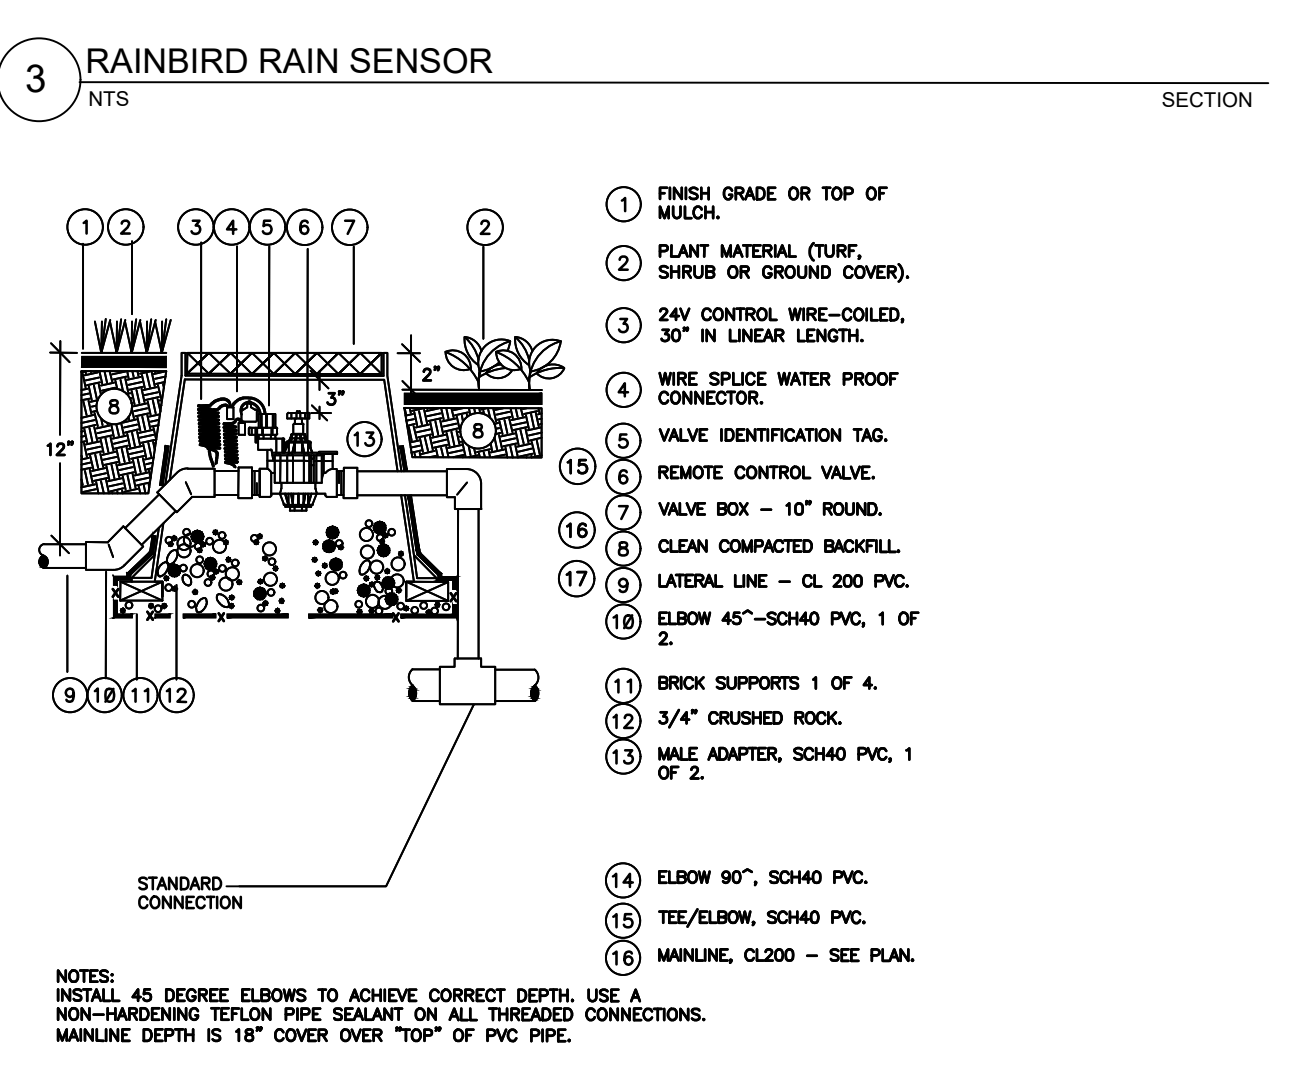 3
RAINBIRD RAIN SENSOR
NTS
SECTION
1 2 3 4 5 6 7 2
12"
8
3"
2"
13
8
15
16
17
9 10 11 12
STANDARD
CONNECTION
1 FINISH GRADE OR TOP OF
MULCH.
2 PLANT MATERIAL (TURF,
SHRUB OR GROUND COVER).
3 24V CONTROL WIRE-COILED,
30" IN LINEAR LENGTH.
4 WIRE SPLICE WATER PROOF
CONNECTOR.
5 VALVE IDENTIFICATION TAG.
6 REMOTE CONTROL VALVE.
7 VALVE BOX - 10" ROUND.
8 CLEAN COMPACTED BACKFILL.
9 LATERAL LINE - CL 200 PVC.
10 ELBOW 45^-SCH40 PVC, 1 OF
2.
11 BRICK SUPPORTS 1 OF 4.
12 3/4" CRUSHED ROCK.
13 MALE ADAPTER, SCH40 PVC, 1
OF 2.
14 ELBOW 90^, SCH40 PVC.
15 TEE/ELBOW, SCH40 PVC.
16 MAINLINE, CL200 - SEE PLAN.
NOTES:
INSTALL 45 DEGREE ELBOWS TO ACHIEVE CORRECT DEPTH. USE A
NON-HARDENING TEFLON PIPE SEALANT ON ALL THREADED CONNECTIONS.
MAINLINE DEPTH IS 18" COVER OVER "TOP" OF PVC PIPE.